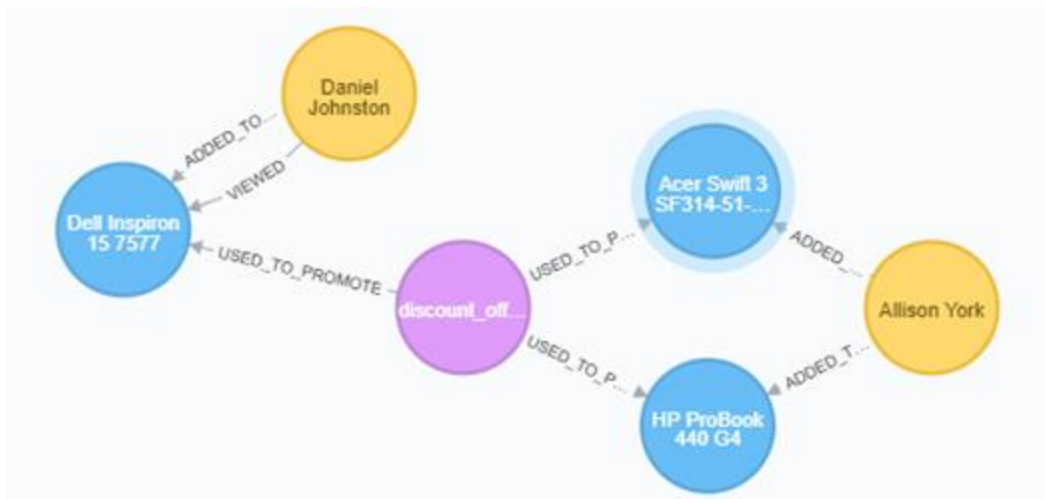 Daniel
Johnston
ADDED_TO...
VIEWED
Dell Inspiron
15 7577
USED_TO_PROMOTE
discount_off...
USED_TO_P...
Acer Swift 3
SF314-51-...
ADDED_...
Allison York
USED_TO_P...
ADDED_T...
HP ProBook
440 G4